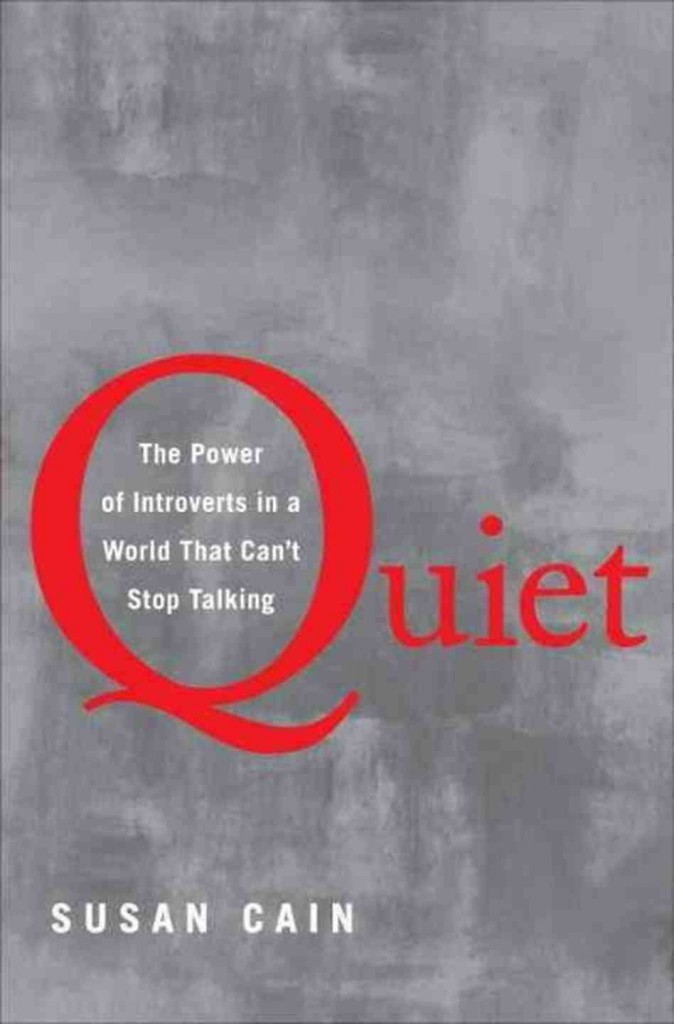 The Power
of Introverts in a
World That Can't
Stop Talking
Quiet
SUSAN CAIN